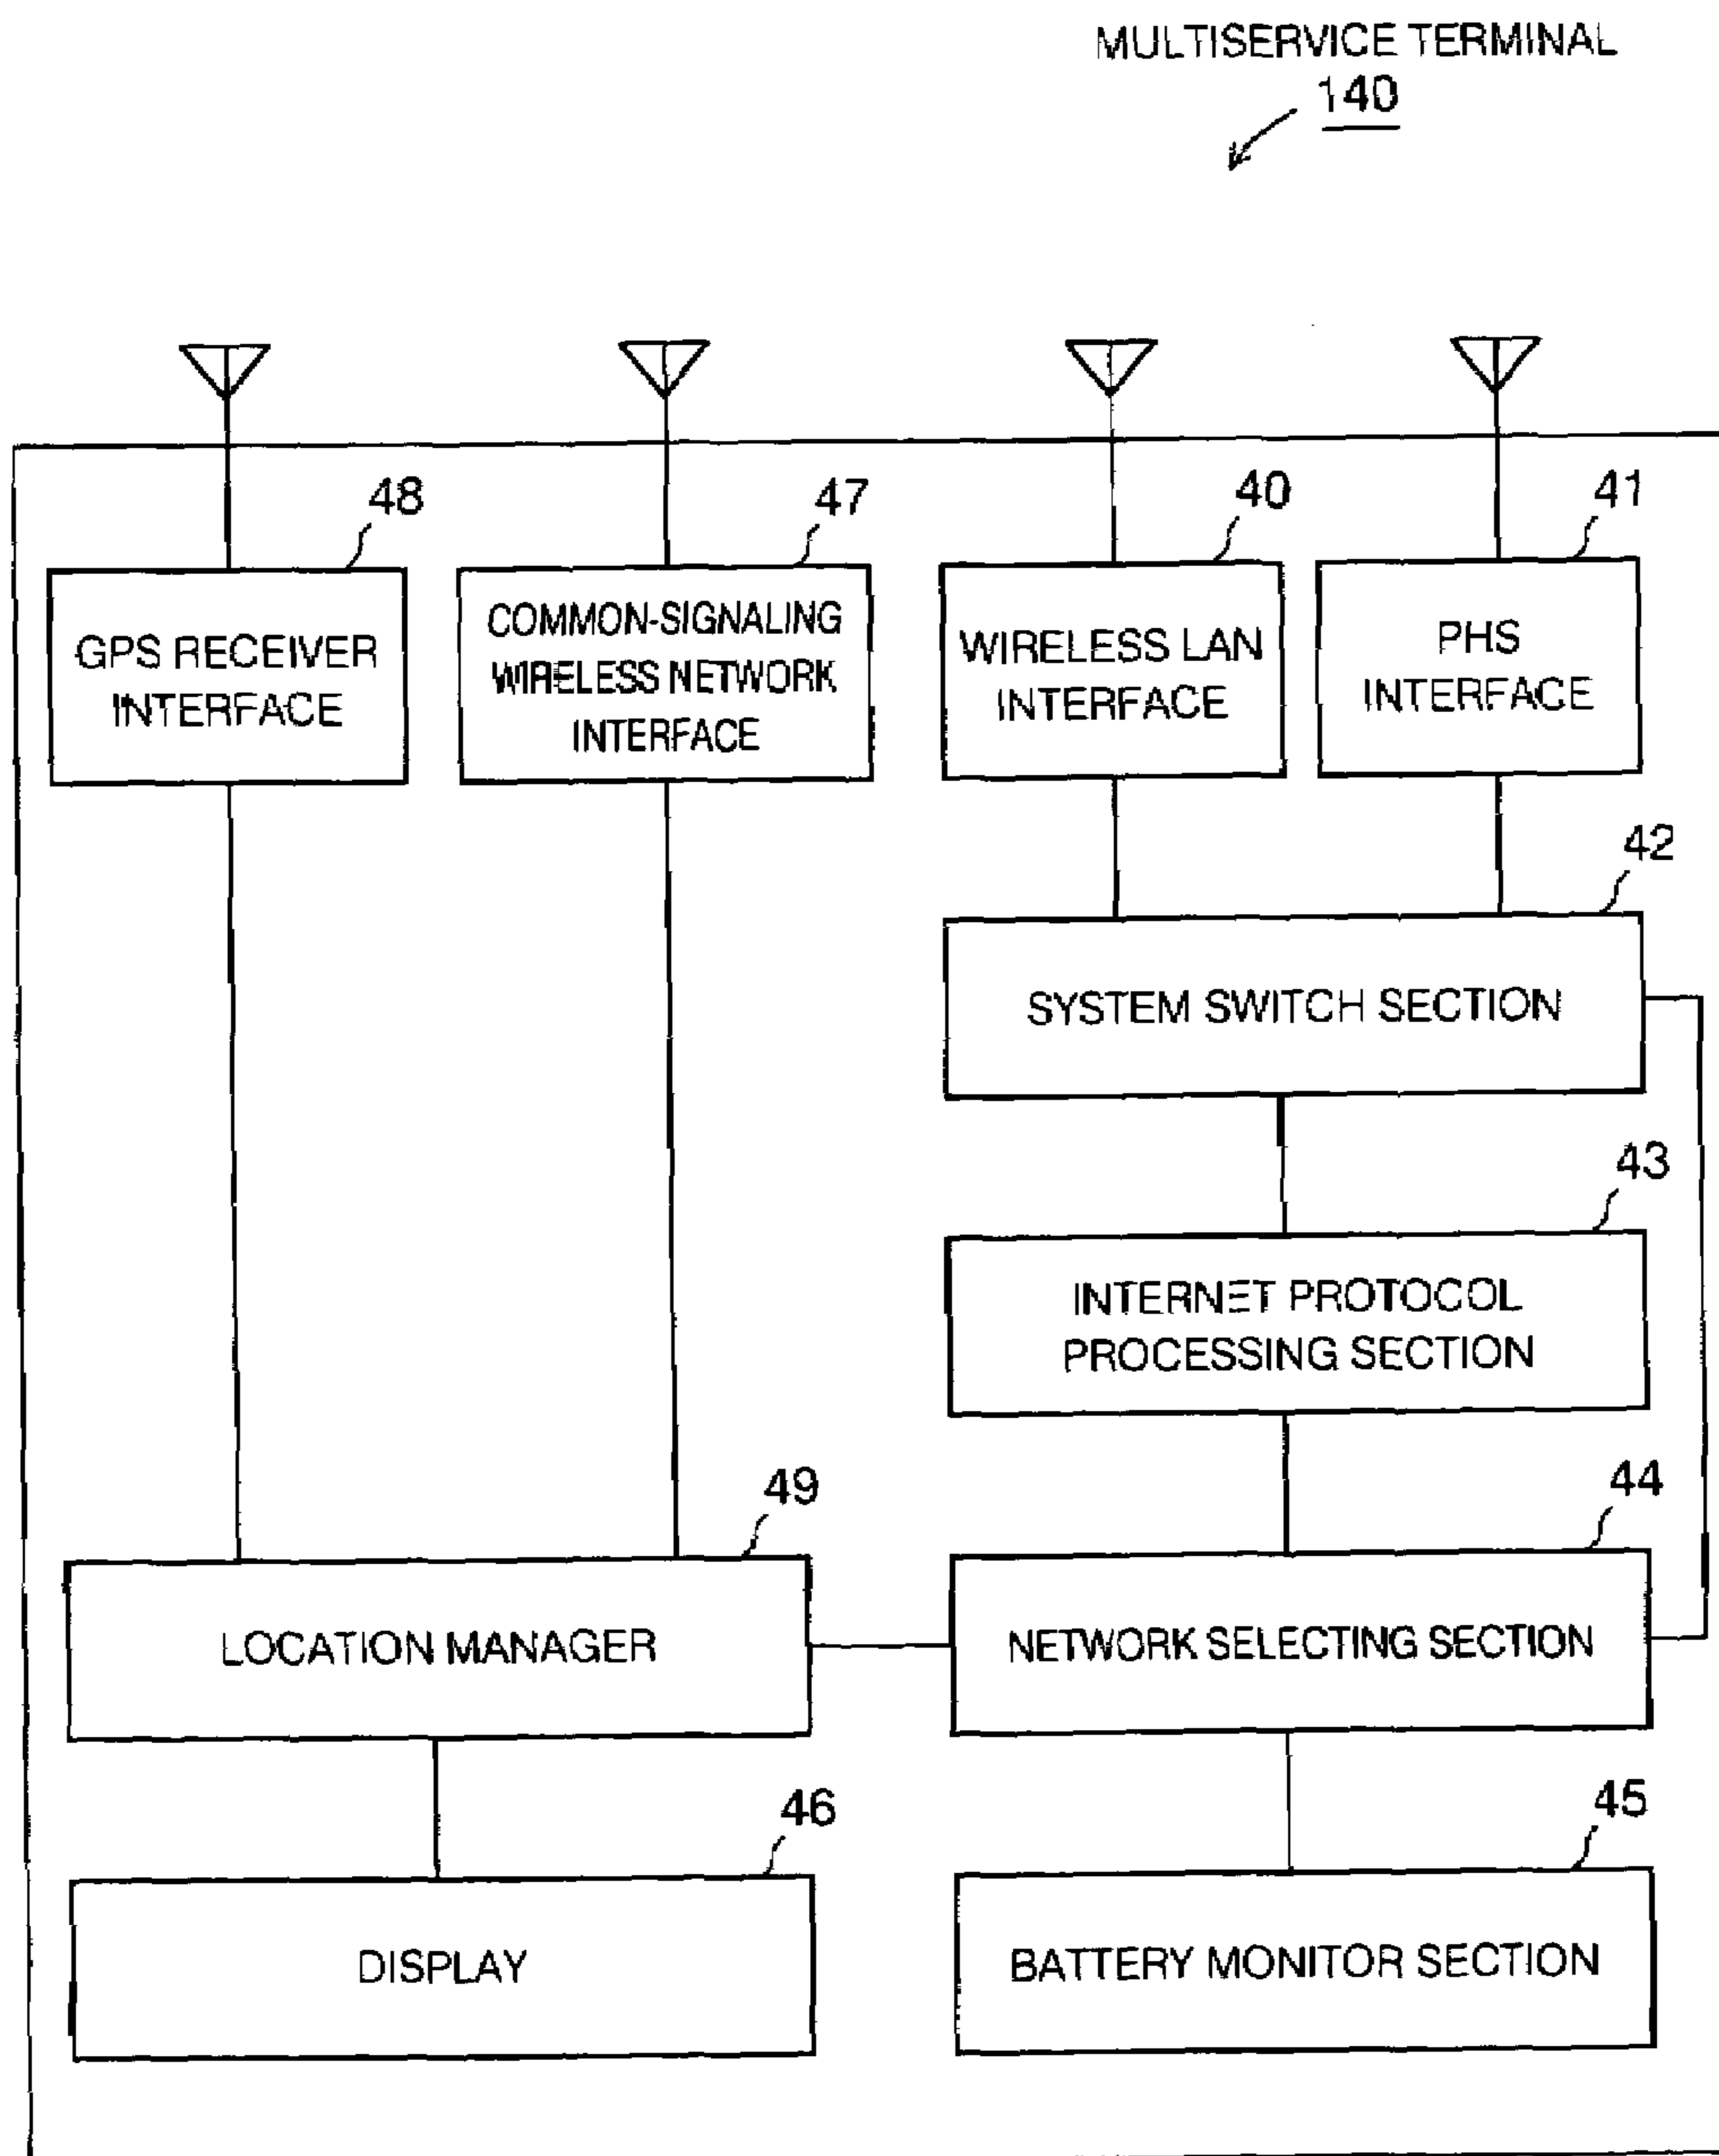 MULTISERVICE TERMINAL
140
48
47
40
41
GPS RECEIVER
INTERFACE
COMMON-SIGNALING
WIRELESS NETWORK
INTERFACE
WIRELESS LAN
INTERFACE
PHS
INTERFACE
42
SYSTEM SWITCH SECTION
43
INTERNET PROTOCOL
PROCESSING SECTION
49
44
LOCATION MANAGER
NETWORK SELECTING SECTION
46
45
DISPLAY
BATTERY MONITOR SECTION